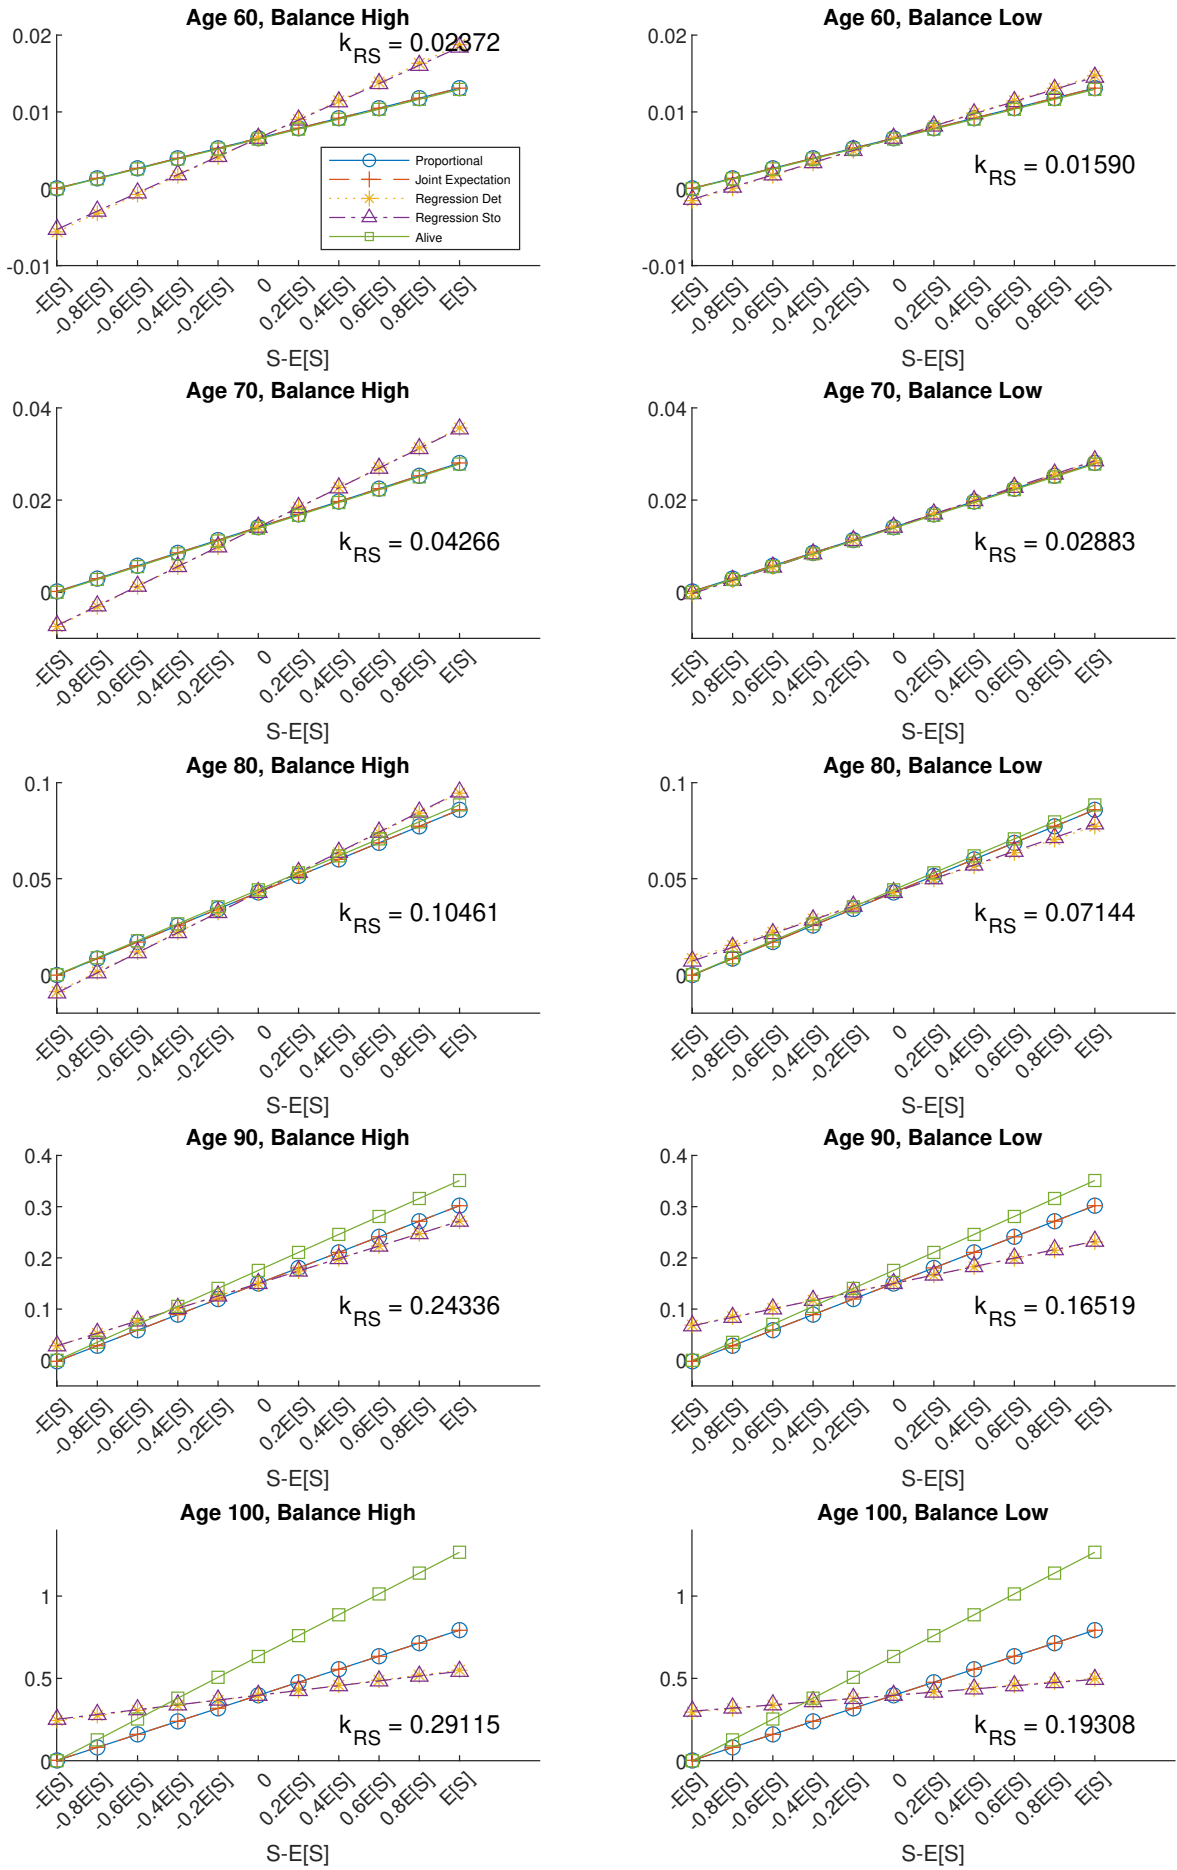 Age 60, Balance High
k_RS = 0.02372
0.02
0.01
0
-0.01
Proportional
Joint Expectation
Regression Det
Regression Sto
Alive
-E[S] -0.8E[S] -0.6E[S] -0.4E[S] -0.2E[S] 0 0.2E[S] 0.4E[S] 0.6E[S] 0.8E[S] E[S]
S-E[S]
Age 60, Balance Low
0.02
0.01
0
-0.01
k_RS = 0.01590
-E[S] -0.8E[S] -0.6E[S] -0.4E[S] -0.2E[S] 0 0.2E[S] 0.4E[S] 0.6E[S] 0.8E[S] E[S]
S-E[S]
Age 70, Balance High
0.04
0.02
0
k_RS = 0.04266
-E[S] -0.8E[S] -0.6E[S] -0.4E[S] -0.2E[S] 0 0.2E[S] 0.4E[S] 0.6E[S] 0.8E[S] E[S]
S-E[S]
Age 70, Balance Low
0.04
0.02
0
k_RS = 0.02883
-E[S] -0.8E[S] -0.6E[S] -0.4E[S] -0.2E[S] 0 0.2E[S] 0.4E[S] 0.6E[S] 0.8E[S] E[S]
S-E[S]
Age 80, Balance High
0.1
0.05
0
k_RS = 0.10461
-E[S] -0.8E[S] -0.6E[S] -0.4E[S] -0.2E[S] 0 0.2E[S] 0.4E[S] 0.6E[S] 0.8E[S] E[S]
S-E[S]
Age 80, Balance Low
0.1
0.05
0
k_RS = 0.07144
-E[S] -0.8E[S] -0.6E[S] -0.4E[S] -0.2E[S] 0 0.2E[S] 0.4E[S] 0.6E[S] 0.8E[S] E[S]
S-E[S]
Age 90, Balance High
0.4
0.3
0.2
0.1
0
k_RS = 0.24336
-E[S] -0.8E[S] -0.6E[S] -0.4E[S] -0.2E[S] 0 0.2E[S] 0.4E[S] 0.6E[S] 0.8E[S] E[S]
S-E[S]
Age 90, Balance Low
0.4
0.3
0.2
0.1
0
k_RS = 0.16519
-E[S] -0.8E[S] -0.6E[S] -0.4E[S] -0.2E[S] 0 0.2E[S] 0.4E[S] 0.6E[S] 0.8E[S] E[S]
S-E[S]
Age 100, Balance High
1
0.5
0
k_RS = 0.29115
-E[S] -0.8E[S] -0.6E[S] -0.4E[S] -0.2E[S] 0 0.2E[S] 0.4E[S] 0.6E[S] 0.8E[S] E[S]
S-E[S]
Age 100, Balance Low
1
0.5
0
k_RS = 0.19308
-E[S] -0.8E[S] -0.6E[S] -0.4E[S] -0.2E[S] 0 0.2E[S] 0.4E[S] 0.6E[S] 0.8E[S] E[S]
S-E[S]